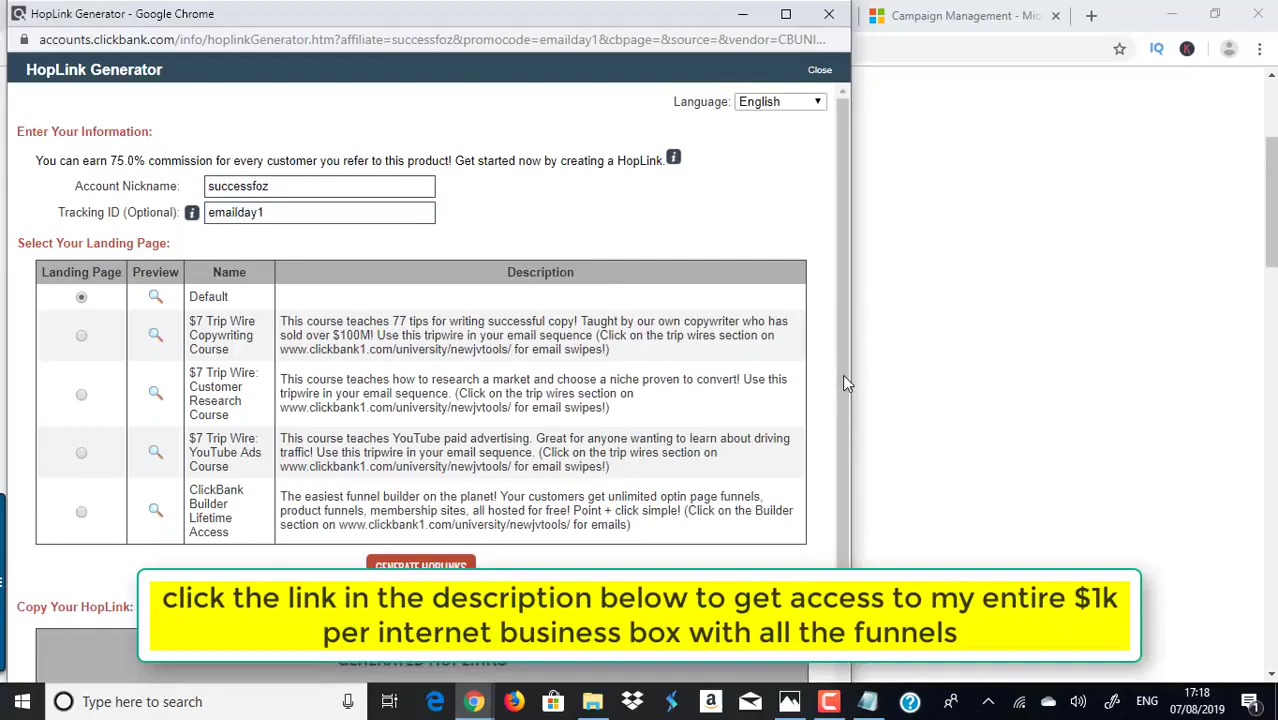 HopLink Generator - Google Chrome
Campaign Management - Mic
accounts.clickbank.com/info/hoplinkGenerator.htm?affiliate=successfoz&promocode=emailday1&cbpage=&source=&vendor=CBUNI...
HopLink Generator
Close
Language: English
Enter Your Information:
You can earn 75.0% commission for every customer you refer to this product! Get started now by creating a HopLink.
Account Nickname: successfoz
Tracking ID (Optional): emailday1
Select Your Landing Page:
Landing Page Preview Name Description
Default
$7 Trip Wire
Copywriting
Course
This course teaches 77 tips for writing successful copy! Taught by our own copywriter who has
sold over $100M! Use this tripwire in your email sequence (Click on the trip wires section on
www.clickbank1.com/university/newjvtools/ for email swipes!)
$7 Trip Wire:
Customer
Research
Course
This course teaches how to research a market and choose a niche proven to convert! Use this
tripwire in your email sequence. (Click on the trip wires section on
www.clickbank1.com/university/newjvtools/ for email swipes!)
$7 Trip Wire:
YouTube Ads
Course
This course teaches YouTube paid advertising. Great for anyone wanting to learn about driving
traffic! Use this tripwire in your email sequence. (Click on the trip wires section on
www.clickbank1.com/university/newjvtools/ for email swipes!)
ClickBank
Builder
Lifetime
Access
The easiest funnel builder on the planet! Your customers get unlimited optin page funnels,
product funnels, membership sites, all hosted for free! Point + click simple! (Click on the Builder
section on www.clickbank1.com/university/newjvtools/ for emails)
GENERATE HOPLINKS
Copy Your HopLink:
click the link in the description below to get access to my entire $1k
per internet business box with all the funnels
Type here to search
ENG
17:18
07/08/2019